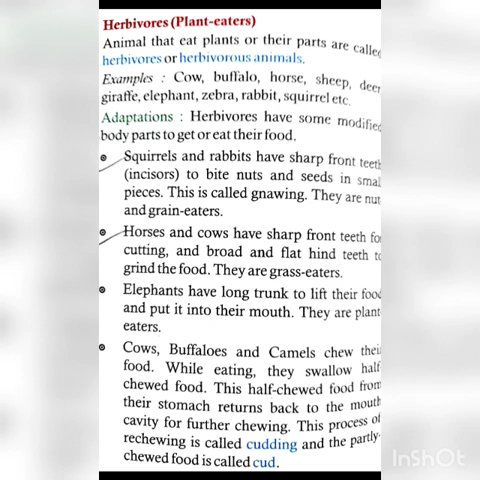 Herbivores (Plant-eaters)
Animal that eat plants or their parts are called
herbivores or herbivorous animals.
Examples : Cow, buffalo, horse, sheep, deer
giraffe, elephant, zebra, rabbit, squirrel etc.
Adaptations : Herbivores have some modified
body parts to get or eat their food.
Squirrels and rabbits have sharp front teeth
(incisors) to bite nuts and seeds in small
pieces. This is called gnawing. They are nut
and grain-eaters.
Horses and cows have sharp front teeth fo
cutting, and broad and flat hind teeth to
grind the food. They are grass-eaters.
Elephants have long trunk to lift their food
and put it into their mouth. They are plant
eaters.
Cows, Buffaloes and Camels chew their
food. While eating, they swallow half
chewed food. This half-chewed food from
their stomach returns back to the mouth
cavity for further chewing. This process of
rechewing is called cudding and the partly-
chewed food is called cud.
InShOt